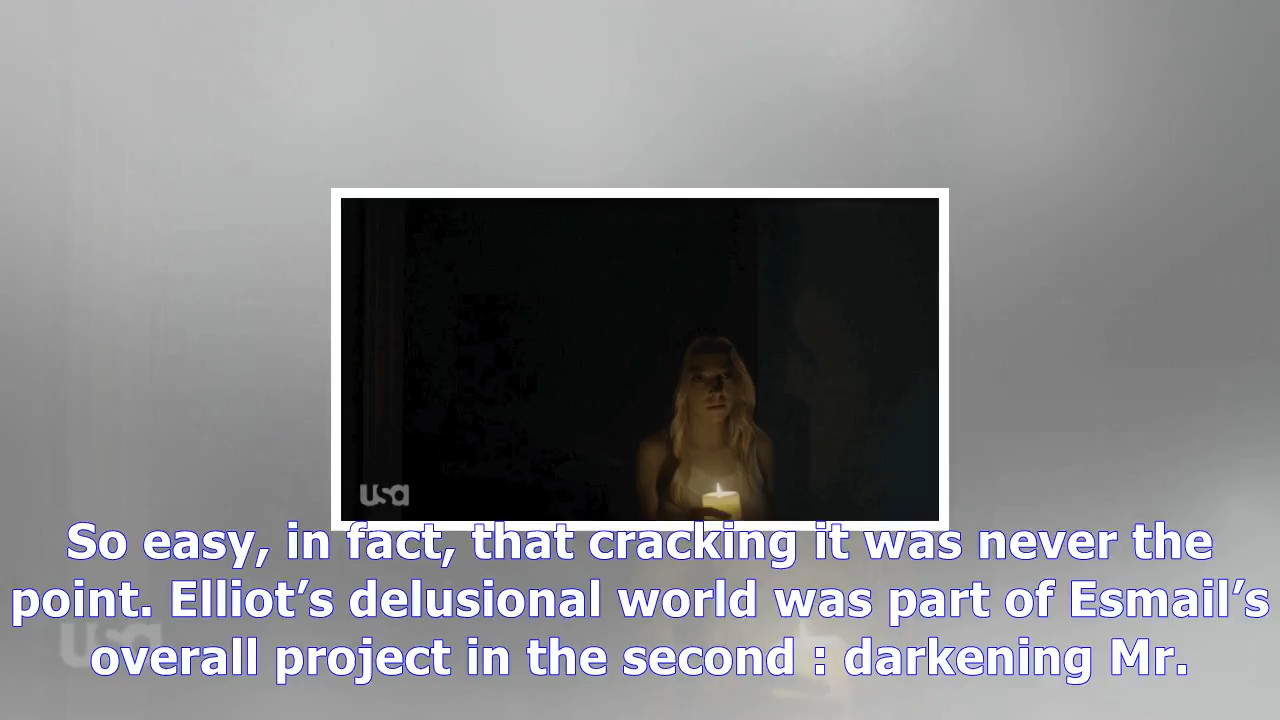 usa
So easy, in fact, that cracking it was never the
point. Elliot’s delusional world was part of Esmail’s
usa
overall project in the second : darkening Mr.